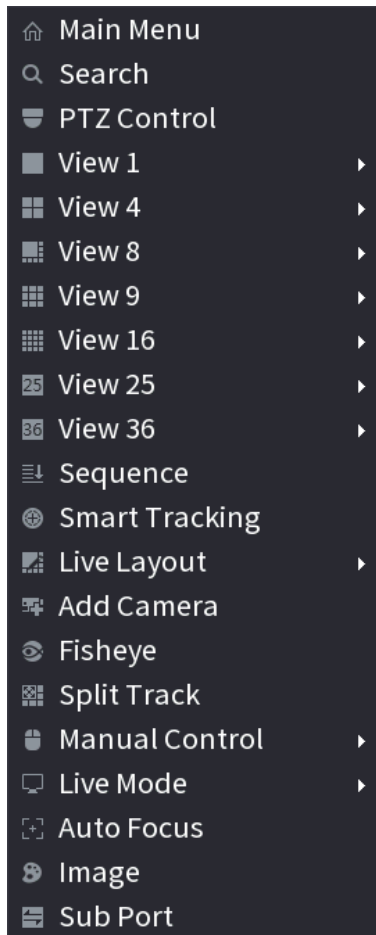 Main Menu
Search
PTZ Control
View 1
View 4
View 8
View 9
View 16
25 View 25
36 View 36
Sequence
Smart Tracking
Live Layout
Add Camera
Fisheye
Split Track
Manual Control
Live Mode
Auto Focus
Image
Sub Port